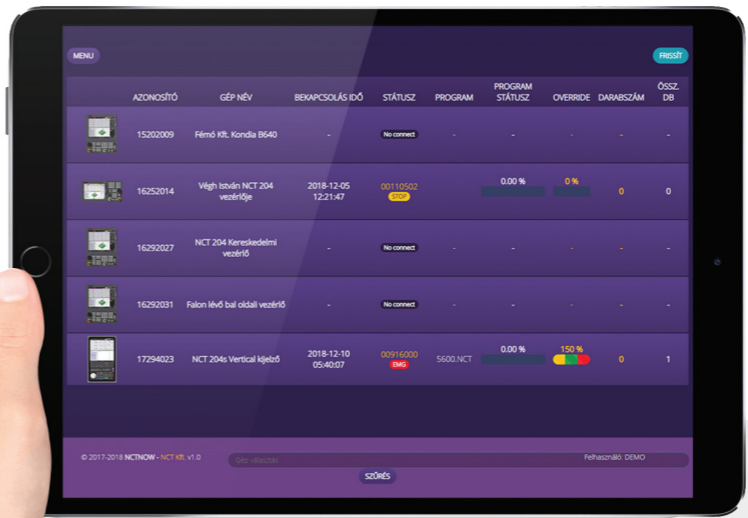 MENU
FRISSÍT
AZONOSÍTÓ GÉP NÉV BEKAPCSOLÁS IDŐ STÁTUSZ PROGRAM PROGRAM STÁTUSZ OVERRIDE DARABSZÁM ÖSSZ. DB
15202009 Fémó Kft. Kondia B640 - No connect - - - - -
16252014 Végh István NCT 204 vezérlője 2018-12-05 12:21:47 00110502 STOP 0.00 % 0 % 0 0
16292027 NCT 204 Kereskedelmi vezérlő - No connect - - - - -
16292031 Falon lévő bal oldali vezérlő - No connect - - - - -
17294023 NCT 204s Vertical kijelző 2018-12-10 05:40:07 00916000 EMG 5600.NCT 0.00 % 150 % 0 1
© 2017-2018 NCTNOW - NCT Kft. v1.0
Gép választás
Felhasználó: DEMO
SZŰRÉS